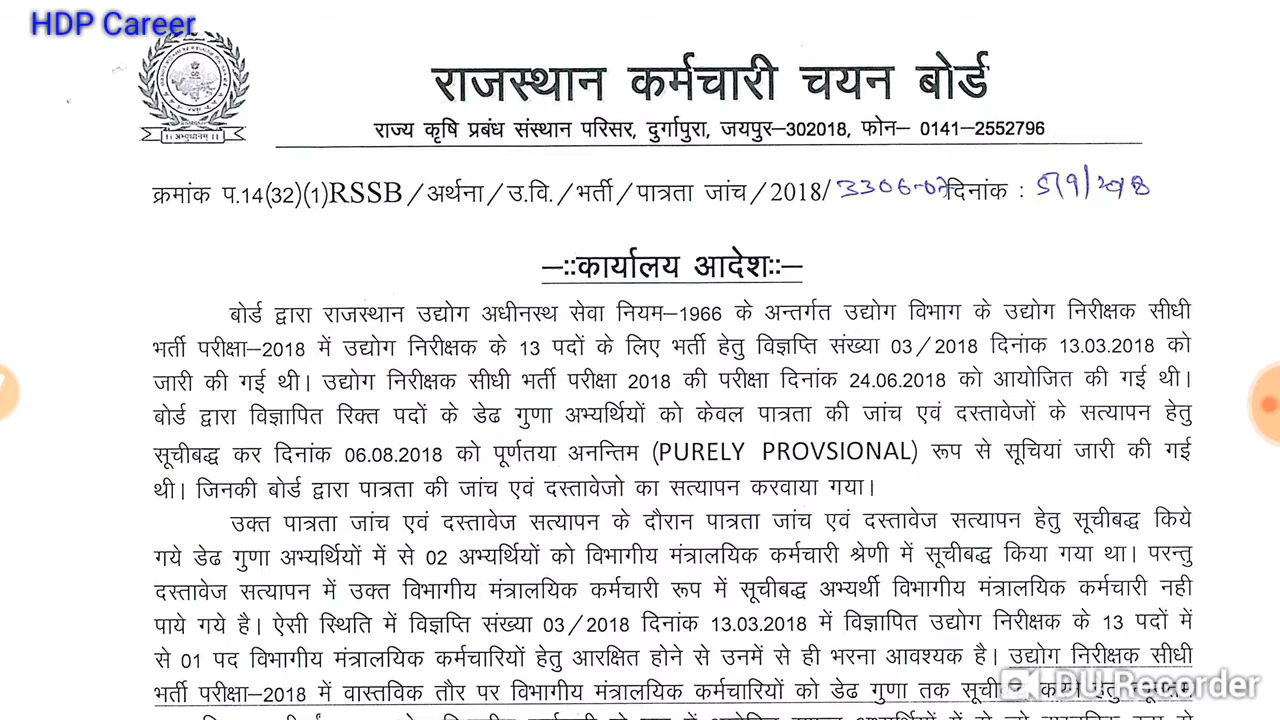 HDP Career
राजस्थान कर्मचारी चयन बोर्ड
राज्य कृषि प्रबंध संस्थान परिसर, दुर्गापुरा, जयपुर–302018, फोन– 0141–2552796
क्रमांक प.14(32)(1)RSSB/अर्थना/उ.वि./भर्ती/पात्रता जांच/2018/3306-07दिनांक : 5/9/2018
–::कार्यालय आदेश::–
बोर्ड द्वारा राजस्थान उद्योग अधीनस्थ सेवा नियम–1966 के अन्तर्गत उद्योग विभाग के उद्योग निरीक्षक सीधी
भर्ती परीक्षा–2018 में उद्योग निरीक्षक के 13 पदों के लिए भर्ती हेतु विज्ञप्ति संख्या 03/2018 दिनांक 13.03.2018 को
जारी की गई थी। उद्योग निरीक्षक सीधी भर्ती परीक्षा 2018 की परीक्षा दिनांक 24.06.2018 को आयोजित की गई थी।
बोर्ड द्वारा विज्ञापित रिक्त पदों के डेढ गुणा अभ्यर्थियों को केवल पात्रता की जांच एवं दस्तावेजों के सत्यापन हेतु
सूचीबद्ध कर दिनांक 06.08.2018 को पूर्णतया अनन्तिम (PURELY PROVSIONAL) रूप से सूचियां जारी की गई
थी। जिनकी बोर्ड द्वारा पात्रता की जांच एवं दस्तावेजो का सत्यापन करवाया गया।
उक्त पात्रता जांच एवं दस्तावेज सत्यापन के दौरान पात्रता जांच एवं दस्तावेज सत्यापन हेतु सूचीबद्ध किये
गये डेढ गुणा अभ्यर्थियों में से 02 अभ्यर्थियों को विभागीय मंत्रालयिक कर्मचारी श्रेणी में सूचीबद्ध किया गया था। परन्तु
दस्तावेज सत्यापन में उक्त विभागीय मंत्रालयिक कर्मचारी रूप में सूचीबद्ध अभ्यर्थी विभागीय मंत्रालयिक कर्मचारी नही
पाये गये है। ऐसी स्थिति में विज्ञप्ति संख्या 03/2018 दिनांक 13.03.2018 में विज्ञापित उद्योग निरीक्षक के 13 पदों में
से 01 पद विभागीय मंत्रालयिक कर्मचारियों हेतु आरक्षित होने से उनमें से ही भरना आवश्यक है। उद्योग निरीक्षक सीधी
भर्ती परीक्षा–2018 में वास्तविक तौर पर विभागीय मंत्रालयिक कर्मचारियों को डेढ गुणा तक
DU Recorder